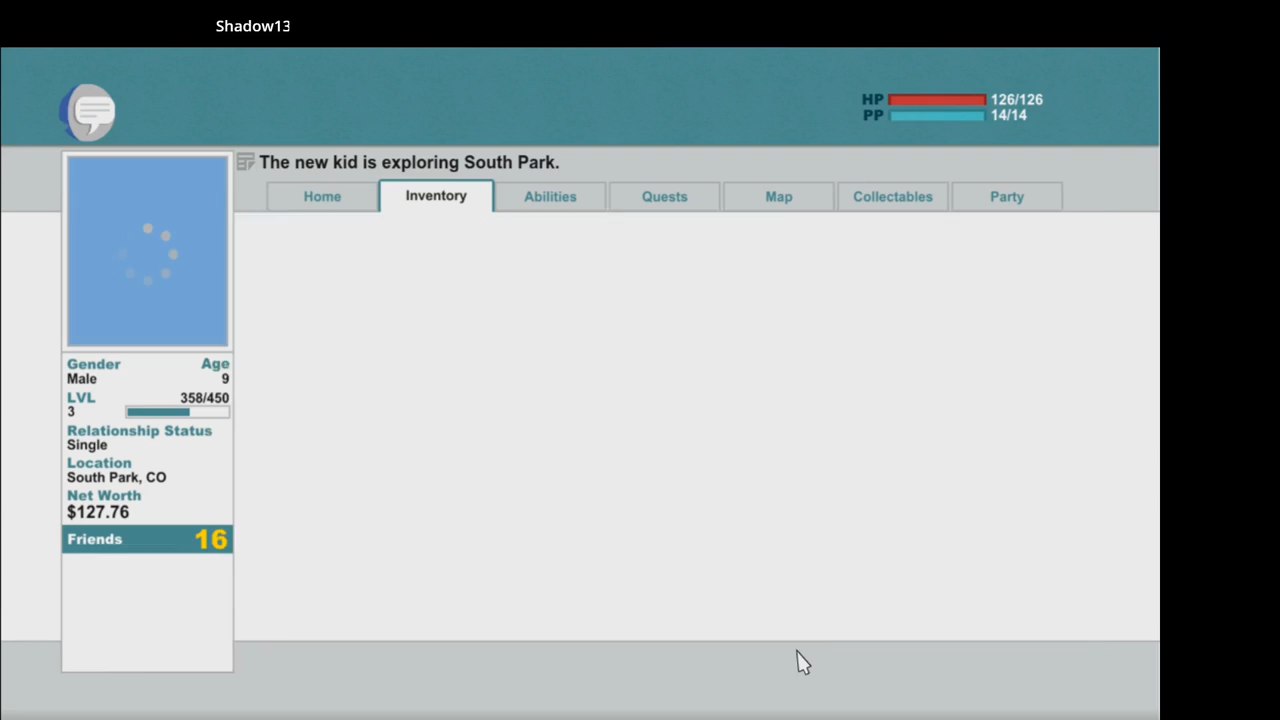 Shadow13
HP 126/126
PP 14/14
The new kid is exploring South Park.
Home Inventory Abilities Quests Map Collectables Party
Gender Age
Male 9
LVL 358/450
3
Relationship Status
Single
Location
South Park, CO
Net Worth
$127.76
Friends 16